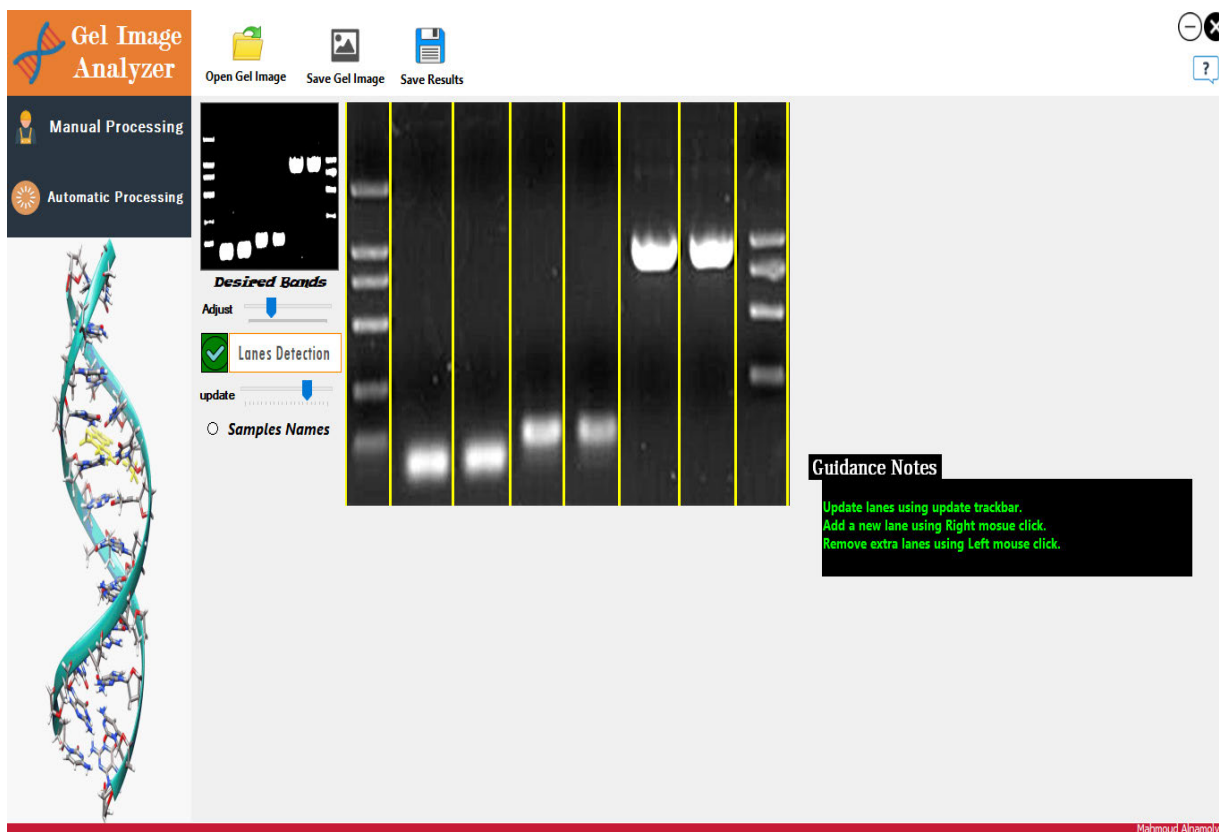 Gel Image
Analyzer
Open Gel Image
Save Gel Image
Save Results
?
Manual Processing
Automatic Processing
Desired Bands
Adjust
Lanes Detection
update
Samples Names
Guidance Notes
Update lanes using update trackbar.
Add a new lane using Right mosue click.
Remove extra lanes using Left mouse click.
Mahmoud Alnamoly